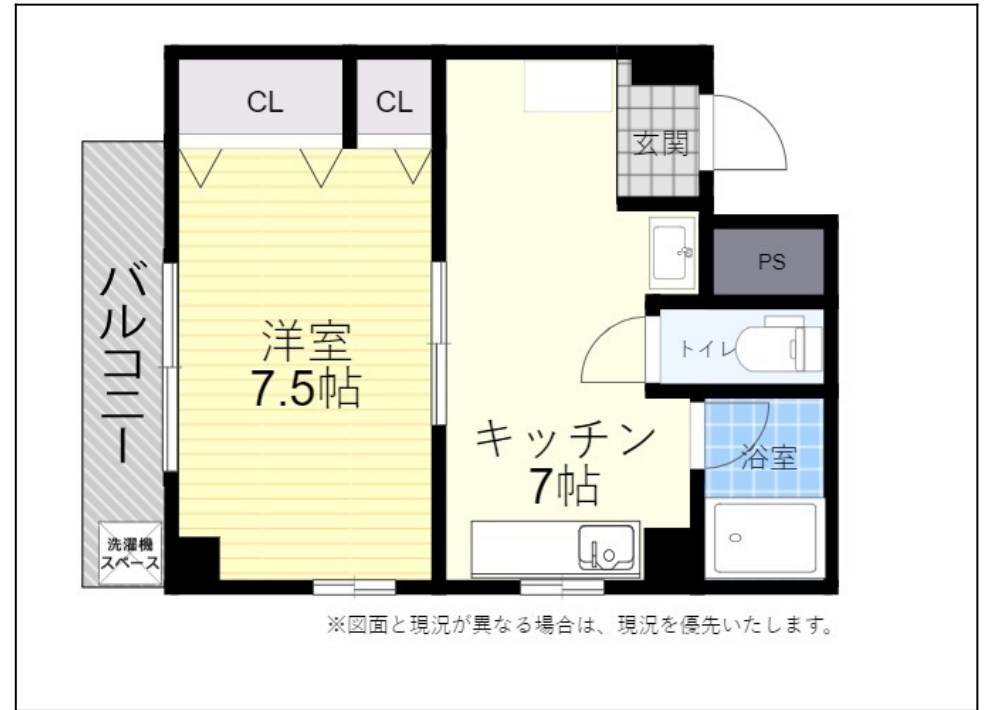 CL
CL
玄関
PS
バルコニー
洋室
7.5帖
トイレ
キッチン
7帖
浴室
洗濯機
スペース
※図面と現況が異なる場合は、現況を優先いたします。